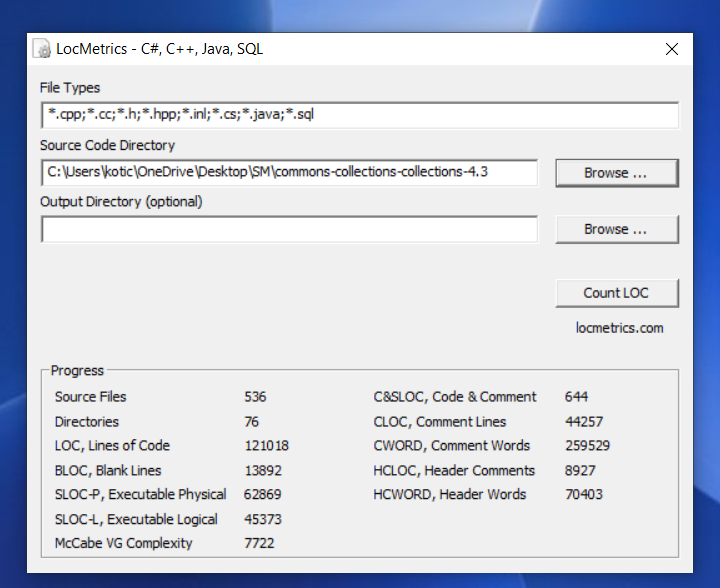 LocMetrics - C#, C++, Java, SQL
File Types
*.cpp;*.cc;*.h;*.hpp;*.inl;*.cs;*.java;*.sql
Source Code Directory
C:\Users\kotic\OneDrive\Desktop\SM\commons-collections-collections-4.3
Browse ...
Output Directory (optional)
Browse ...
Count LOC
locmetrics.com
Progress
Source Files 536 C&SLOC, Code & Comment 644
Directories 76 CLOC, Comment Lines 44257
LOC, Lines of Code 121018 CWORD, Comment Words 259529
BLOC, Blank Lines 13892 HCLOC, Header Comments 8927
SLOC-P, Executable Physical 62869 HCWORD, Header Words 70403
SLOC-L, Executable Logical 45373
McCabe VG Complexity 7722